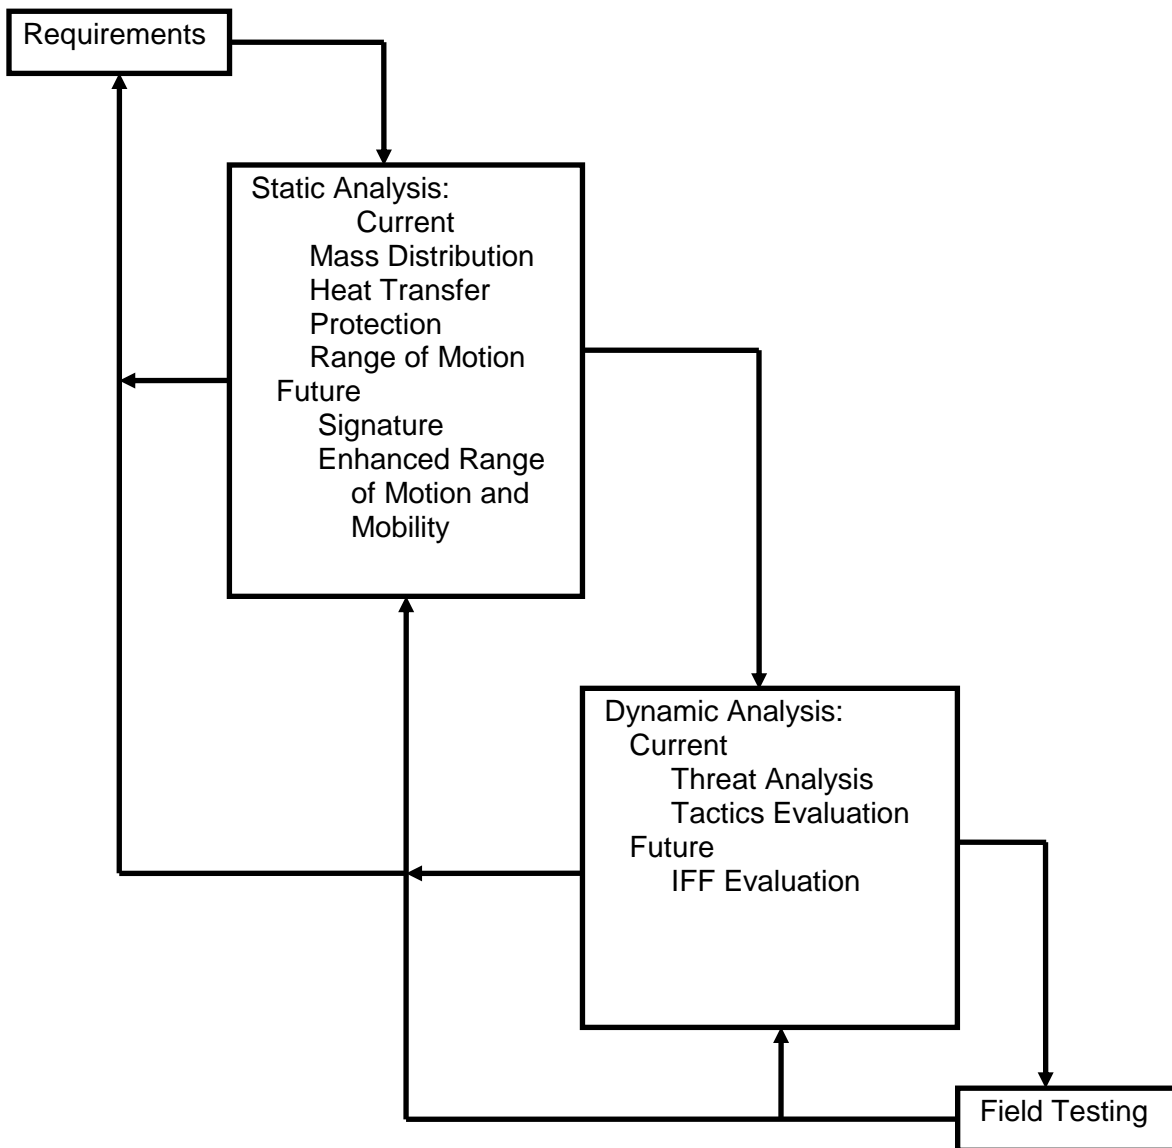 Requirements
Static Analysis:
Current
Mass Distribution
Heat Transfer
Protection
Range of Motion
Future
Signature
Enhanced Range
of Motion and
Mobility
Dynamic Analysis:
Current
Threat Analysis
Tactics Evaluation
Future
IFF Evaluation
Field Testing